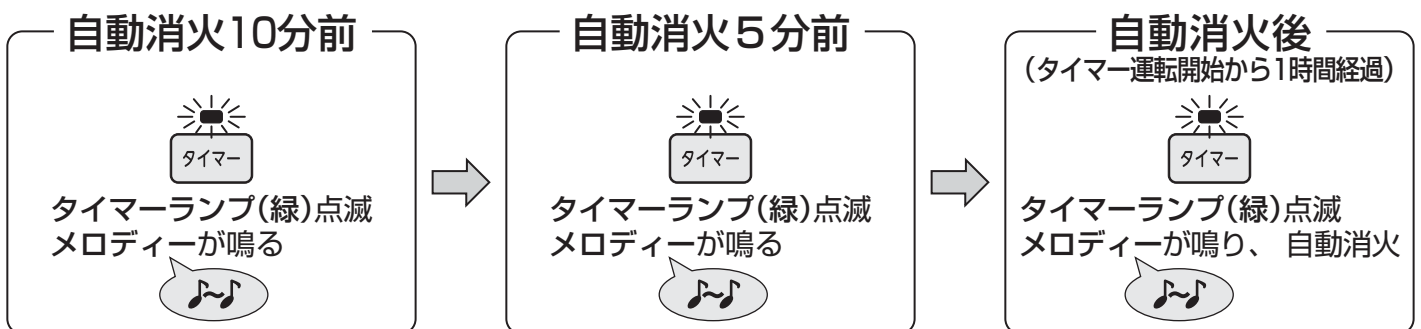 自動消火10分前
タイマー
タイマーランプ(緑)点滅
メロディーが鳴る
自動消火5分前
タイマー
タイマーランプ(緑)点滅
メロディーが鳴る
自動消火後
(タイマー運転開始から1時間経過)
タイマー
タイマーランプ(緑)点滅
メロディーが鳴り、自動消火